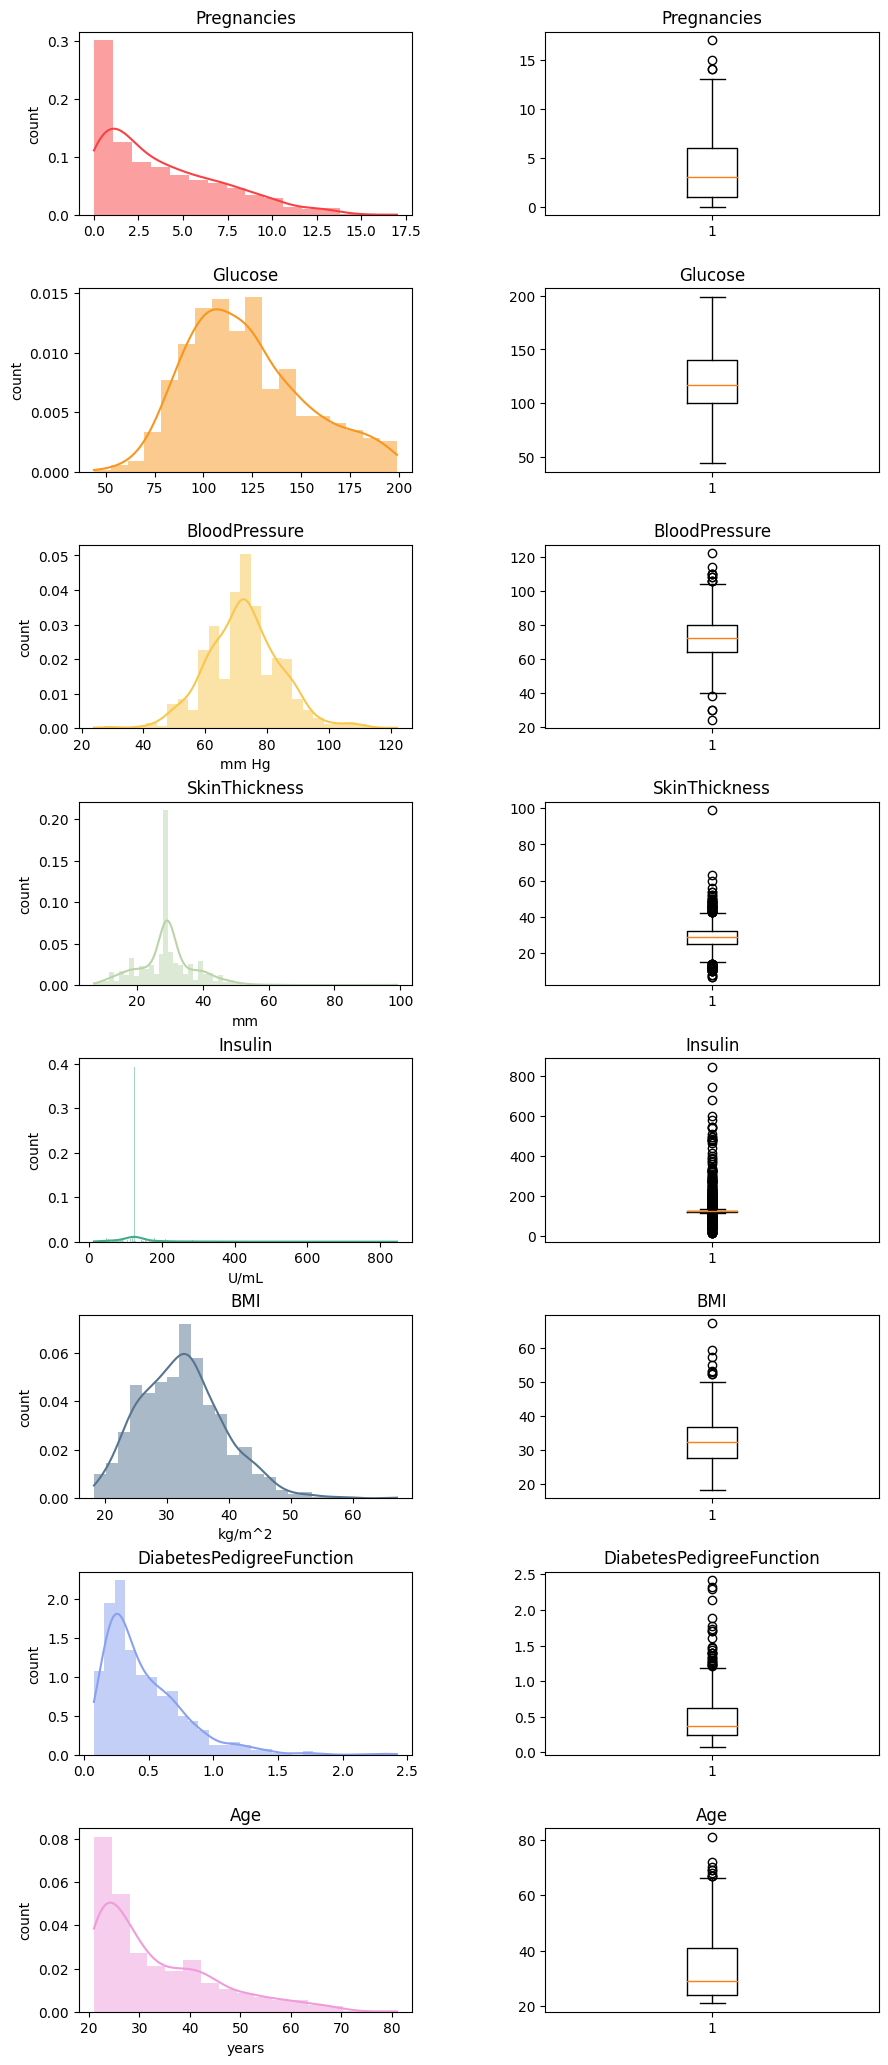 Pregnancies
count
0.3
0.2
0.1
0.0
0.0 2.5 5.0 7.5 10.0 12.5 15.0 17.5
Pregnancies
15
10
5
0
1
Glucose
count
0.015
0.010
0.005
0.000
50 75 100 125 150 175 200
Glucose
200
150
100
50
1
BloodPressure
count
0.05
0.04
0.03
0.02
0.01
0.00
20 40 60 80 100 120
mm Hg
BloodPressure
120
100
80
60
40
20
1
SkinThickness
count
0.20
0.15
0.10
0.05
0.00
20 40 60 80 100
mm
SkinThickness
100
80
60
40
20
1
Insulin
count
0.4
0.3
0.2
0.1
0.0
0 200 400 600 800
U/mL
Insulin
800
600
400
200
0
1
BMI
count
0.06
0.04
0.02
0.00
20 30 40 50 60
kg/m^2
BMI
60
50
40
30
20
1
DiabetesPedigreeFunction
count
2.0
1.5
1.0
0.5
0.0
0.0 0.5 1.0 1.5 2.0 2.5
DiabetesPedigreeFunction
2.5
2.0
1.5
1.0
0.5
0.0
1
Age
count
0.08
0.06
0.04
0.02
0.00
20 30 40 50 60 70 80
years
Age
80
60
40
20
1